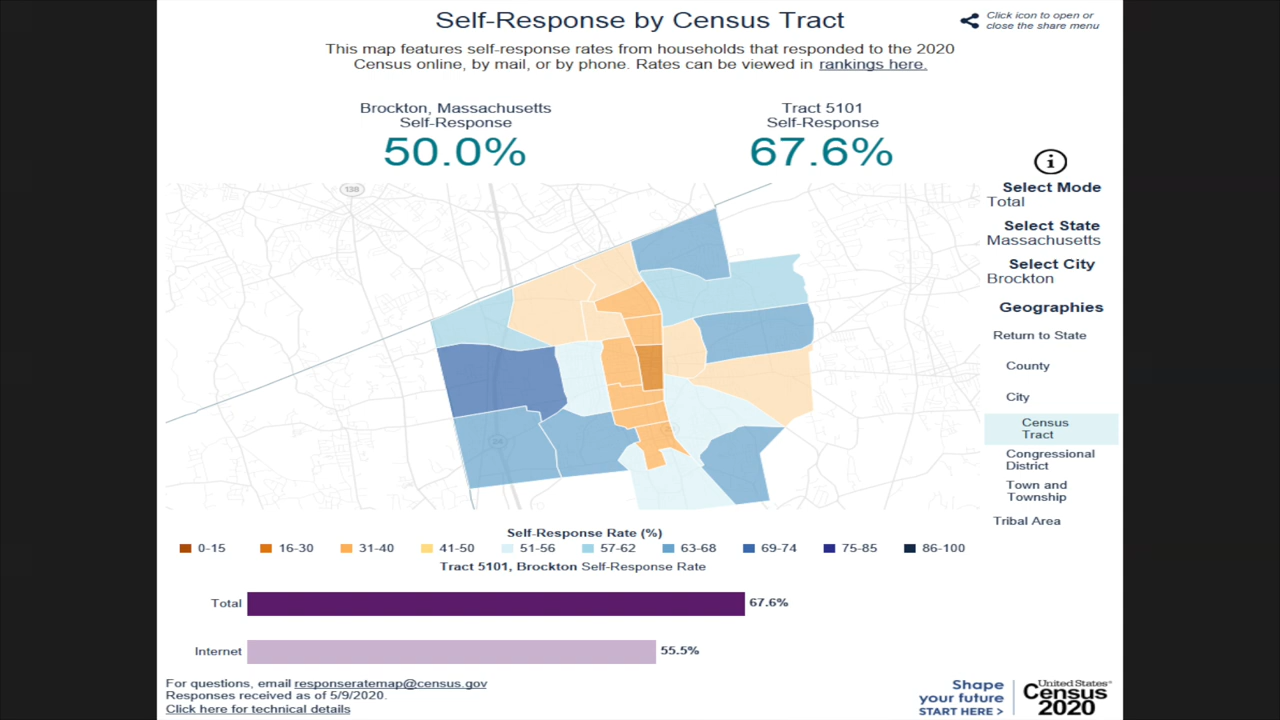 Self-Response by Census Tract
Click icon to open or
close the share menu
This map features self-response rates from households that responded to the 2020
Census online, by mail, or by phone. Rates can be viewed in rankings here.
Brockton, Massachusetts
Self-Response
50.0%
Tract 5101
Self-Response
67.6%
Select Mode
Total
Select State
Massachusetts
Select City
Brockton
Geographies
Return to State
County
City
Census
Tract
Congressional
District
Town and
Township
Tribal Area
138
Self-Response Rate (%)
0-15 16-30 31-40 41-50 51-56 57-62 63-68 69-74 75-85 86-100
Tract 5101, Brockton Self-Response Rate
Total 67.6%
Internet 55.5%
For questions, email responseratemap@census.gov
Responses received as of 5/9/2020.
Click here for technical details
Shape
your future
START HERE >
United States®
Census
2020